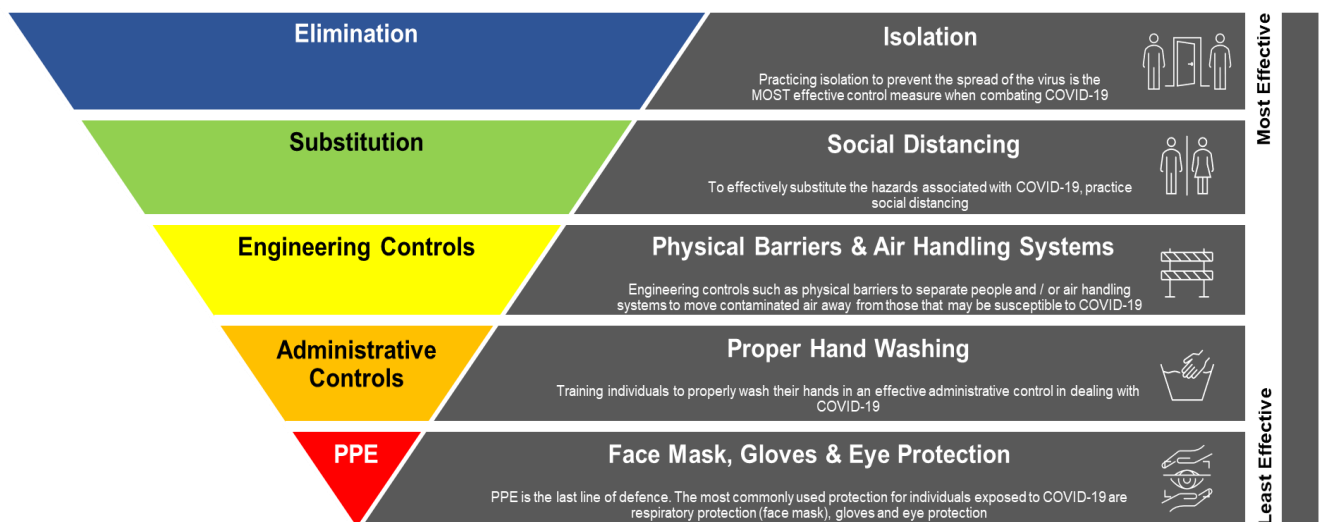 Elimination
Isolation
Practicing isolation to prevent the spread of the virus is the
MOST effective control measure when combating COVID-19
Most Effective
Substitution
Social Distancing
To effectively substitute the hazards associated with COVID-19, practice
social distancing
Engineering Controls
Physical Barriers & Air Handling Systems
Engineering controls such as physical barriers to separate people and / or air handling
systems to move contaminated air away from those that may be susceptible to COVID-19
Administrative
Controls
Proper Hand Washing
Training individuals to properly wash their hands in an effective administrative control in dealing with
COVID-19
PPE
Face Mask, Gloves & Eye Protection
PPE is the last line of defence. The most commonly used protection for individuals exposed to COVID-19 are
respiratory protection (face mask), gloves and eye protection
Least Effective